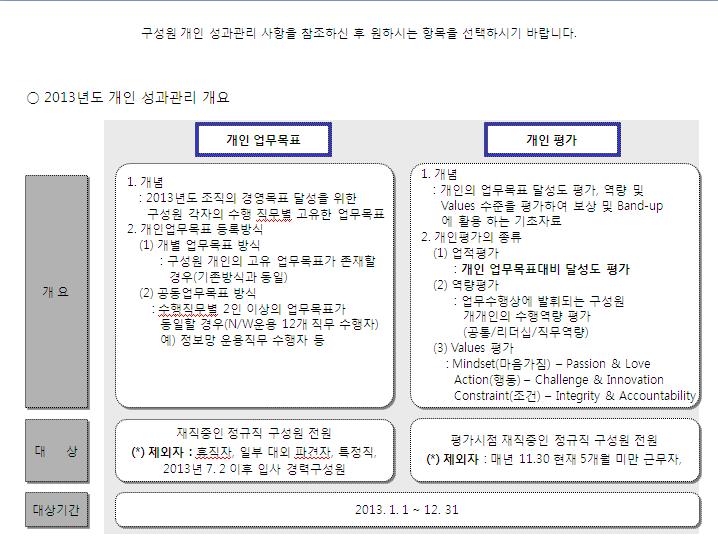 구성원 개인 성과관리 사항을 참조하신 후 원하시는 항목을 선택하시기 바랍니다.
○ 2013년도 개인 성과관리 개요
개인 업무목표
개인 평가
개 요
1. 개념
: 2013년도 조직의 경영목표 달성을 위한
구성원 각자의 수행 직무별 고유한 업무목표
2. 개인업무목표 등록방식
(1) 개별 업무목표 방식
: 구성원 개인의 고유 업무목표가 존재할
경우(기존방식과 동일)
(2) 공동업무목표 방식
: 수행직무별 2인 이상의 업무목표가
동일할 경우(N/W운용 12개 직무 수행자)
예) 정보망 운용직무 수행자 등
1. 개념
: 개인의 업무목표 달성도 평가, 역량 및
Values 수준을 평가하여 보상 및 Band-up
에 활용 하는 기초자료
2. 개인평가의 종류
(1) 업적평가
: 개인 업무목표대비 달성도 평가
(2) 역량평가
: 업무수행상에 발휘되는 구성원
개개인의 수행역량 평가
(공통/리더십/직무역량)
(3) Values 평가
: Mindset(마음가짐) – Passion & Love
Action(행동) – Challenge & Innovation
Constraint(조건) – Integrity & Accountability
대 상
재직중인 정규직 구성원 전원
(*) 제외자 : 휴직자, 일부 대외 파견자, 특정직,
2013년 7. 2 이후 입사 경력구성원
평가시점 재직중인 정규직 구성원 전원
(*) 제외자 : 매년 11.30 현재 5개월 미만 근무자,
대상기간
2013. 1. 1 ~ 12. 31